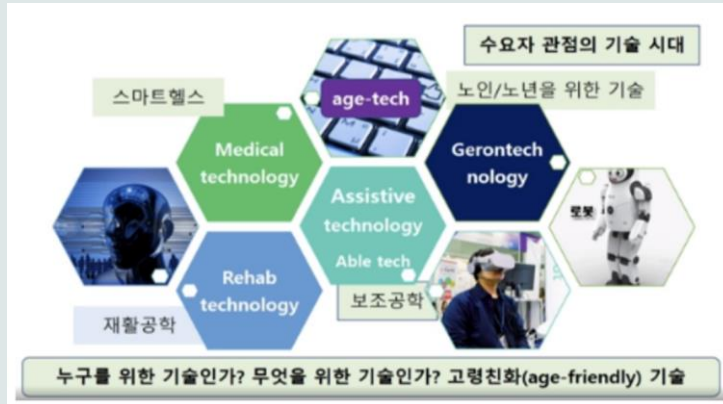 수요자 관점의 기술 시대
스마트헬스
age-tech
노인/노년을 위한 기술
Medical
technology
Gerontech
nology
Assistive
technology
Able tech
로봇
Rehab
technology
보조공학
재활공학
누구를 위한 기술인가? 무엇을 위한 기술인가? 고령친화(age-friendly) 기술